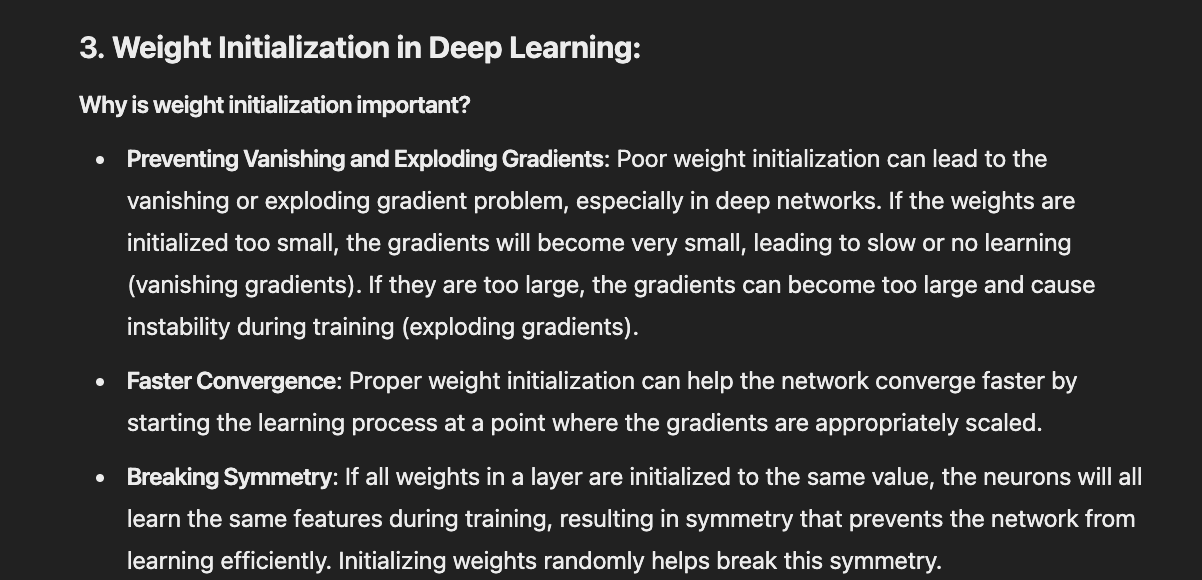 3. Weight Initialization in Deep Learning:
Why is weight initialization important?
• Preventing Vanishing and Exploding Gradients: Poor weight initialization can lead to the
vanishing or exploding gradient problem, especially in deep networks. If the weights are
initialized too small, the gradients will become very small, leading to slow or no learning
(vanishing gradients). If they are too large, the gradients can become too large and cause
instability during training (exploding gradients).
• Faster Convergence: Proper weight initialization can help the network converge faster by
starting the learning process at a point where the gradients are appropriately scaled.
• Breaking Symmetry: If all weights in a layer are initialized to the same value, the neurons will all
learn the same features during training, resulting in symmetry that prevents the network from
learning efficiently. Initializing weights randomly helps break this symmetry.